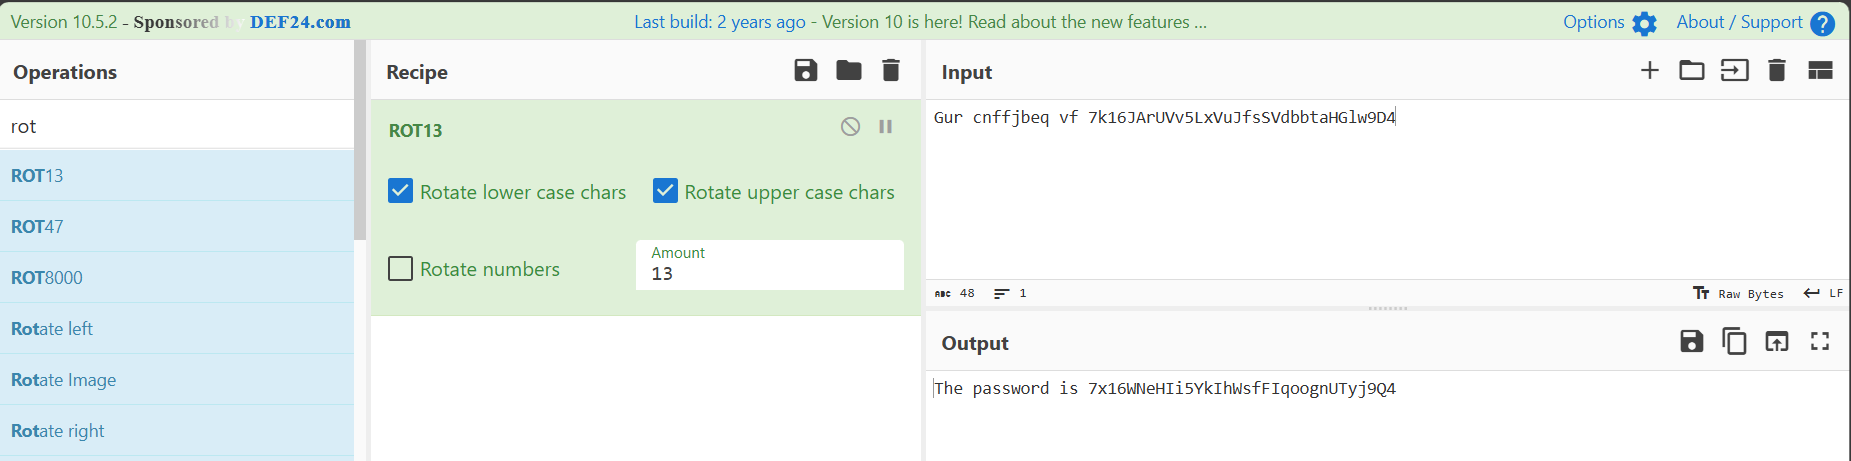 Version 10.5.2 - Sponsored by DEF24.com
Last build: 2 years ago - Version 10 is here! Read about the new features ...
Options
About / Support
Operations
rot
ROT13
ROT47
ROT8000
Rotate left
Rotate Image
Rotate right
Recipe
ROT13
Rotate lower case chars
Rotate upper case chars
Rotate numbers
Amount
13
Input
Gur cnffjbeq vf 7k16JArUVv5LxVuJfsSVdbbtaHGlw9D4
ABC 48
1
Tт Raw Bytes
LF
Output
The password is 7x16WNeHIi5YkIhWsfFIqoognUTyj9Q4